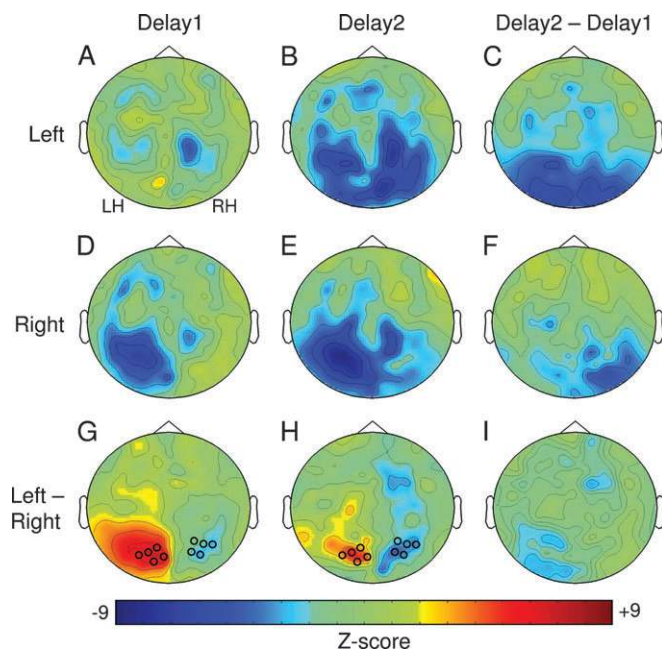 Delay1 Delay2 Delay2 – Delay1
A B C
Left
LH RH
D E F
Right
G H I
Left –
Right
-9 +9
Z-score